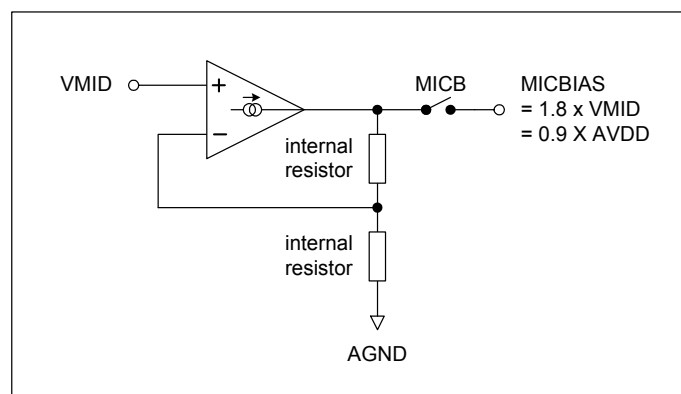 VMID
+
−
MICB
MICBIAS
= 1.8 x VMID
= 0.9 X AVDD
internal
resistor
internal
resistor
AGND